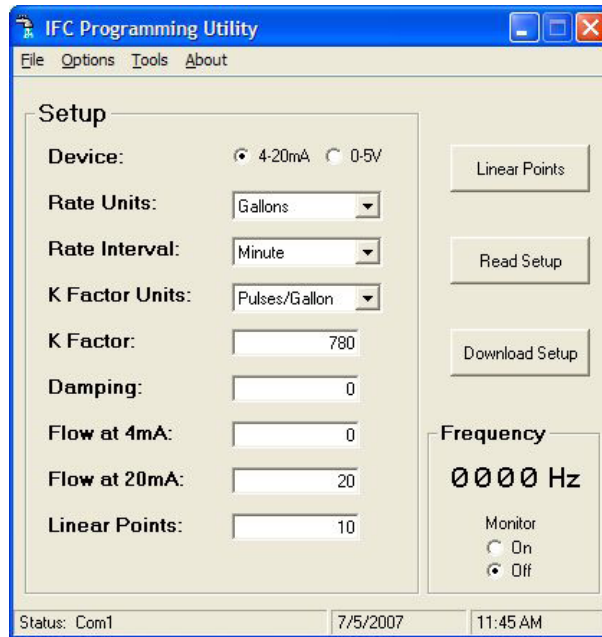 IFC Programming Utility
File Options Tools About
Setup
Device: 4-20mA 0-5V
Rate Units: Gallons
Rate Interval: Minute
K Factor Units: Pulses/Gallon
K Factor: 780
Damping: 0
Flow at 4mA: 0
Flow at 20mA: 20
Linear Points: 10
Linear Points
Read Setup
Download Setup
Frequency
0000 Hz
Monitor
On
Off
Status: Com1 7/5/2007 11:45 AM